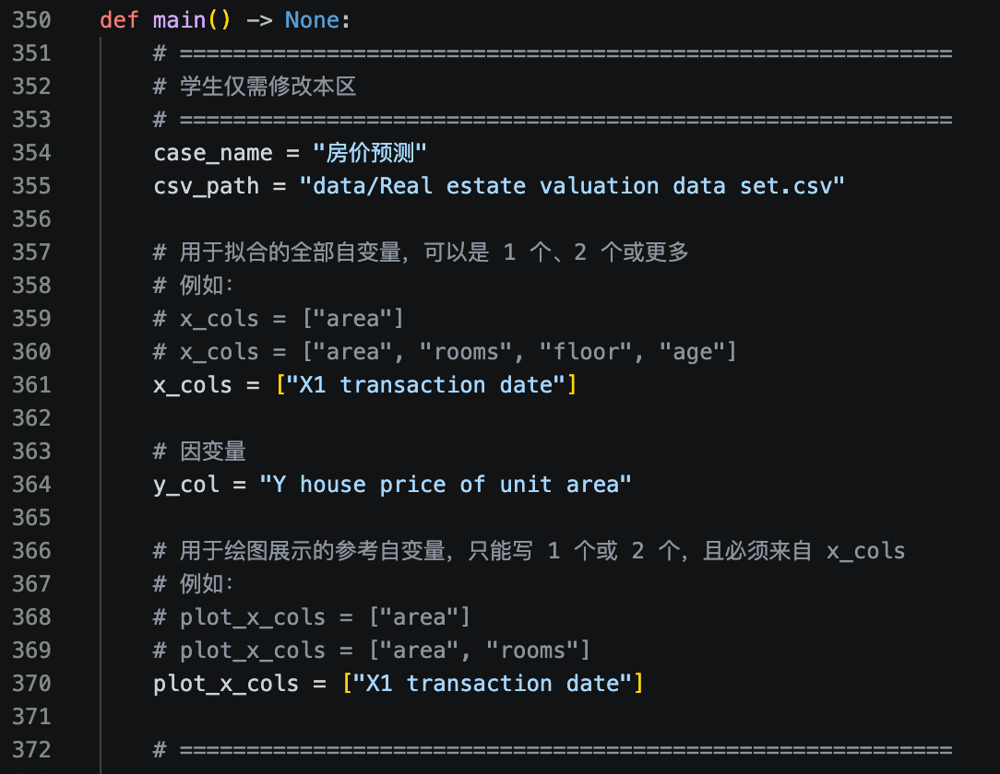 350 def main() -> None:
351 # ==========================================================
352 # 学生仅需修改本区
353 # ==========================================================
354 case_name = "房价预测"
355 csv_path = "data/Real estate valuation data set.csv"
356
357 # 用于拟合的全部自变量，可以是 1 个、2 个或更多
358 # 例如：
359 # x_cols = ["area"]
360 # x_cols = ["area", "rooms", "floor", "age"]
361 x_cols = ["X1 transaction date"]
362
363 # 因变量
364 y_col = "Y house price of unit area"
365
366 # 用于绘图展示的参考自变量，只能写 1 个或 2 个，且必须来自 x_cols
367 # 例如：
368 # plot_x_cols = ["area"]
369 # plot_x_cols = ["area", "rooms"]
370 plot_x_cols = ["X1 transaction date"]
371
372 # ==========================================================